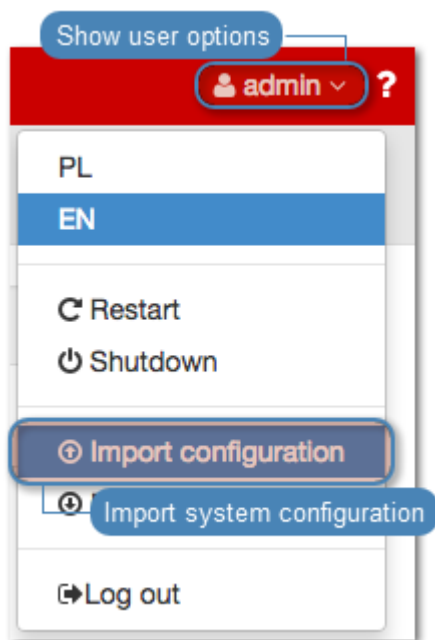 Show user options
admin ?
PL
EN
Restart
Shutdown
Import configuration
Import system configuration
Log out